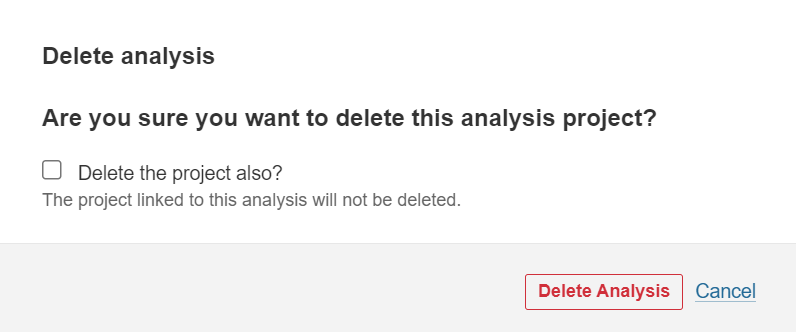 Delete analysis
Are you sure you want to delete this analysis project?
Delete the project also?
The project linked to this analysis will not be deleted.
Delete Analysis Cancel